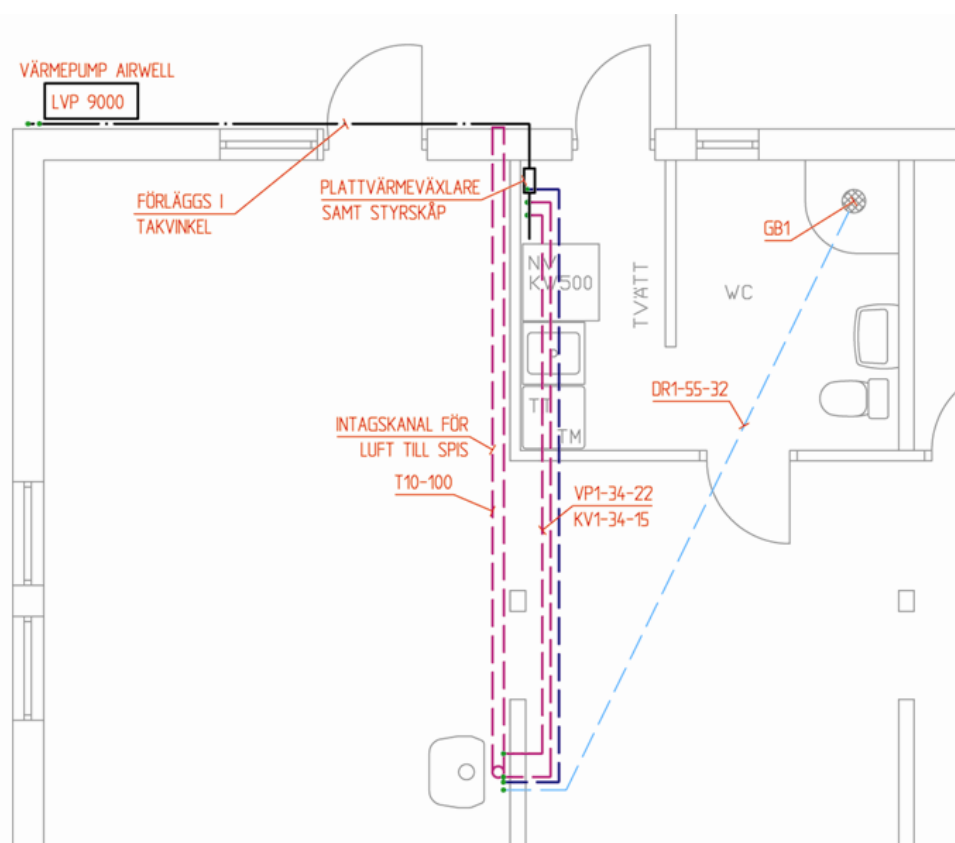 VÄRMEPUMP AIRWELL
LVP 9000
FÖRLÄGGS I
TAKVINKEL
PLATTVÄRMEVÄXLARE
SAMT STYRSKÅP
GB1
NV
KV500
TVÄTT
WC
DR1-55-32
TT
TM
INTAGSKANAL FÖR
LUFT TILL SPIS
T10-100
VP1-34-22
KV1-34-15